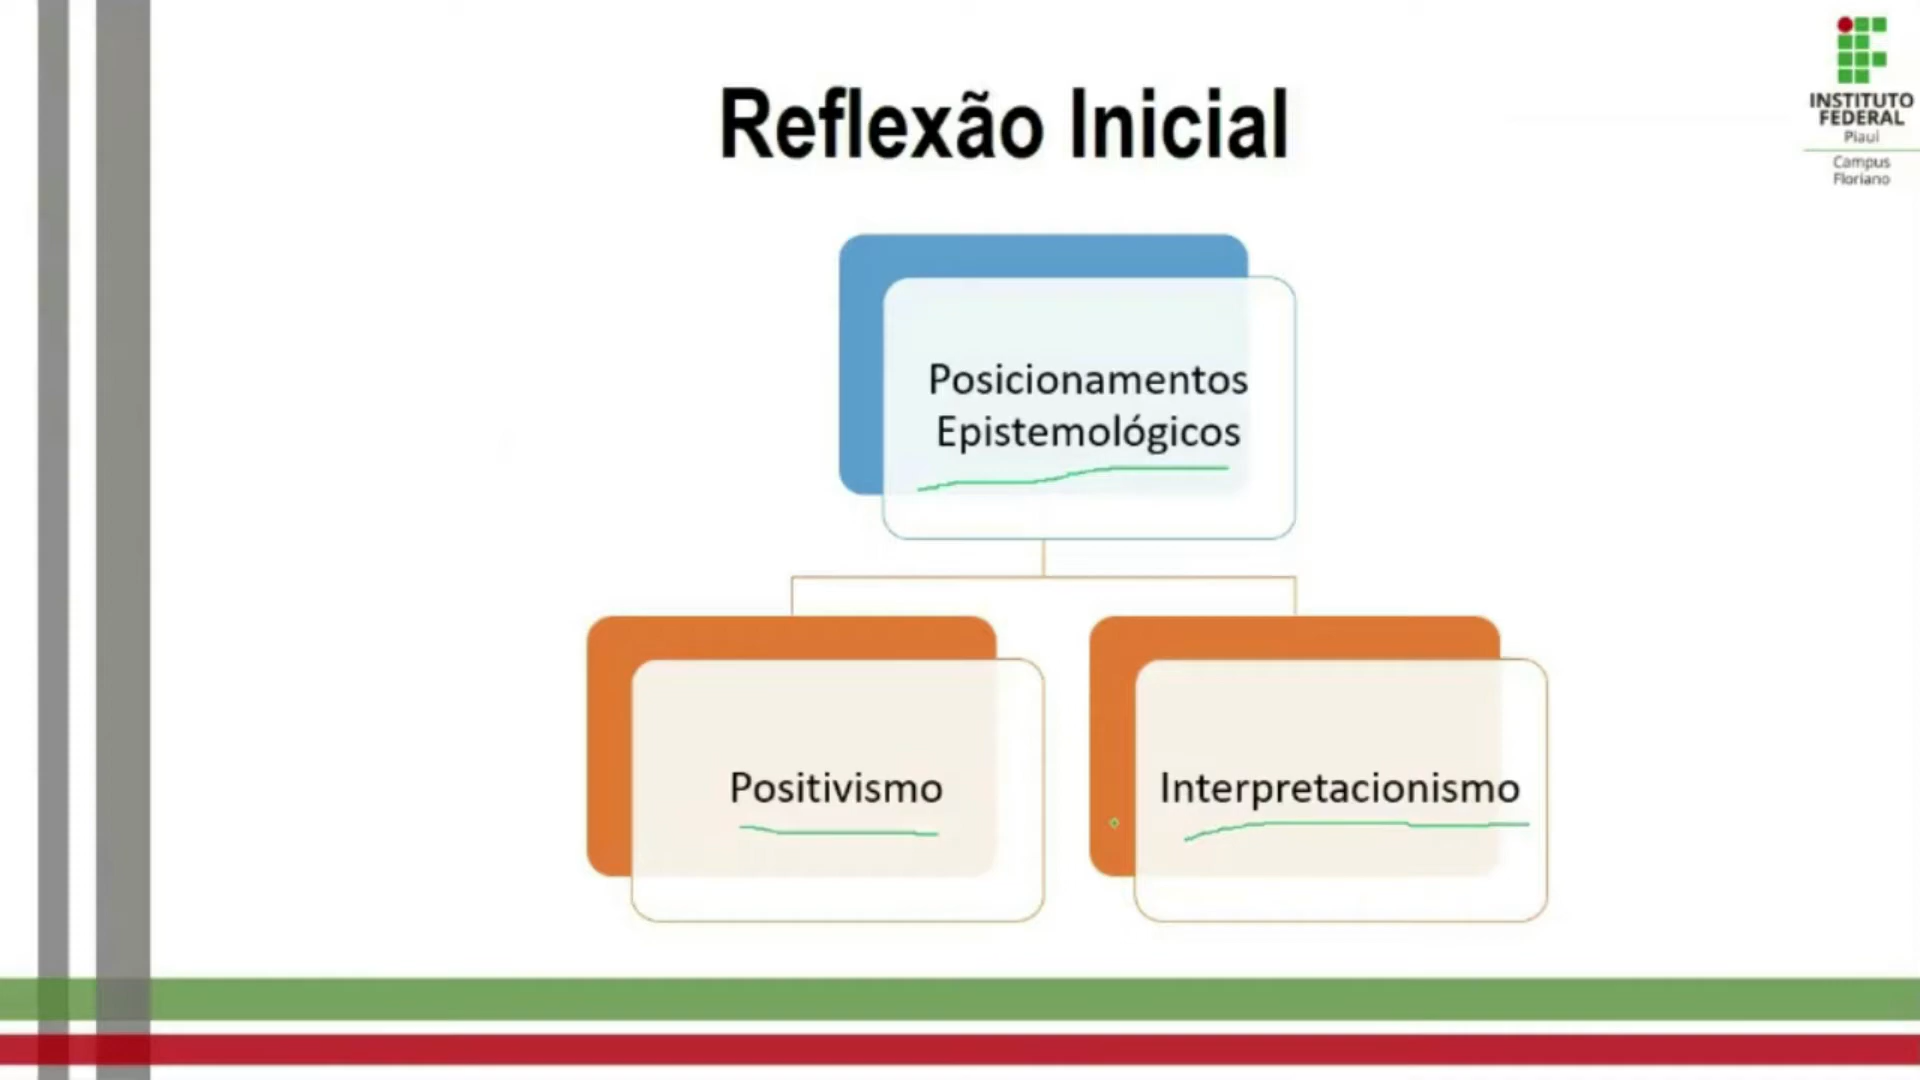 Reflexão Inicial
INSTITUTO
FEDERAL
Piauí
Campus
Floriano
Posicionamentos
Epistemológicos
Positivismo
Interpretacionismo